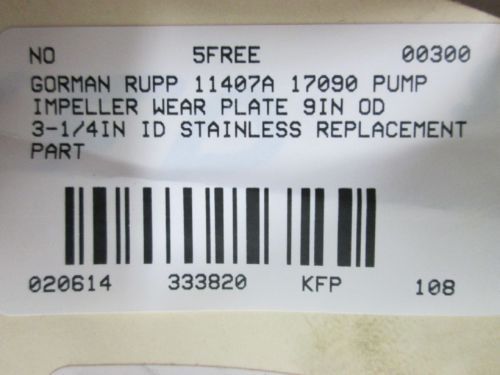 NO 5FREE 00300
GORMAN RUPP 11407A 17090 PUMP
IMPELLER WEAR PLATE 9IN OD
3-1/4IN ID STAINLESS REPLACEMENT
PART
020614 333820 KFP 108